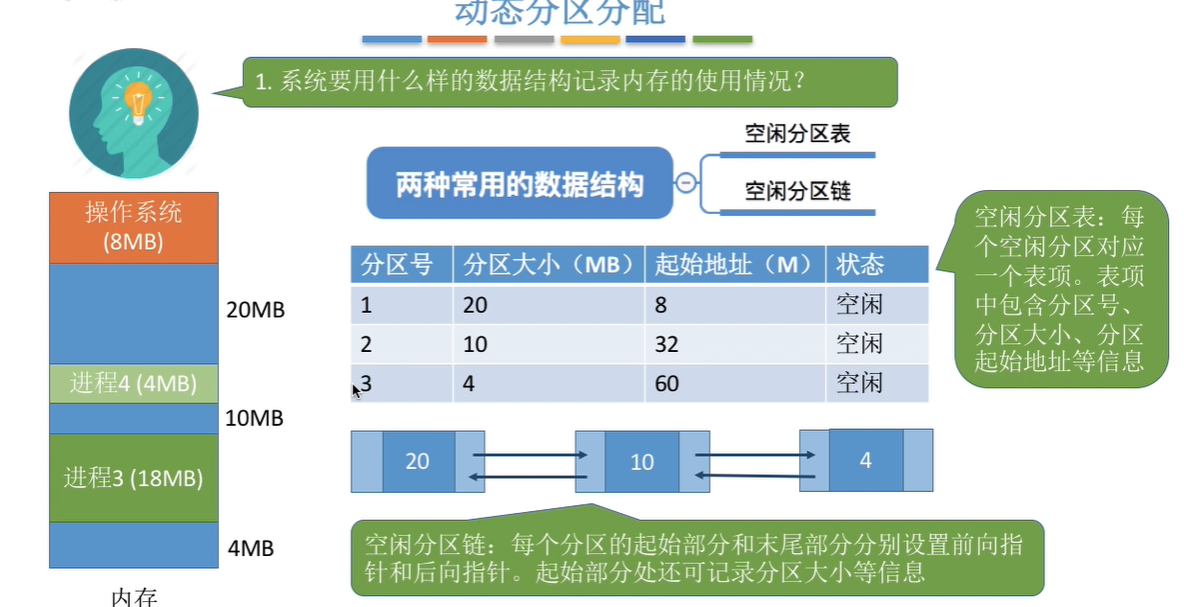 动态分区分配
1. 系统要用什么样的数据结构记录内存的使用情况？
两种常用的数据结构
空闲分区表
空闲分区链
操作系统
(8MB)
20MB
进程4 (4MB)
10MB
进程3 (18MB)
4MB
内存
分区号 分区大小（MB） 起始地址（M） 状态
1 20 8 空闲
2 10 32 空闲
3 4 60 空闲
空闲分区表：每
个空闲分区对应
一个表项。表项
中包含分区号、
分区大小、分区
起始地址等信息
20 10 4
空闲分区链：每个分区的起始部分和末尾部分分别设置前向指
针和后向指针。起始部分处还可记录分区大小等信息